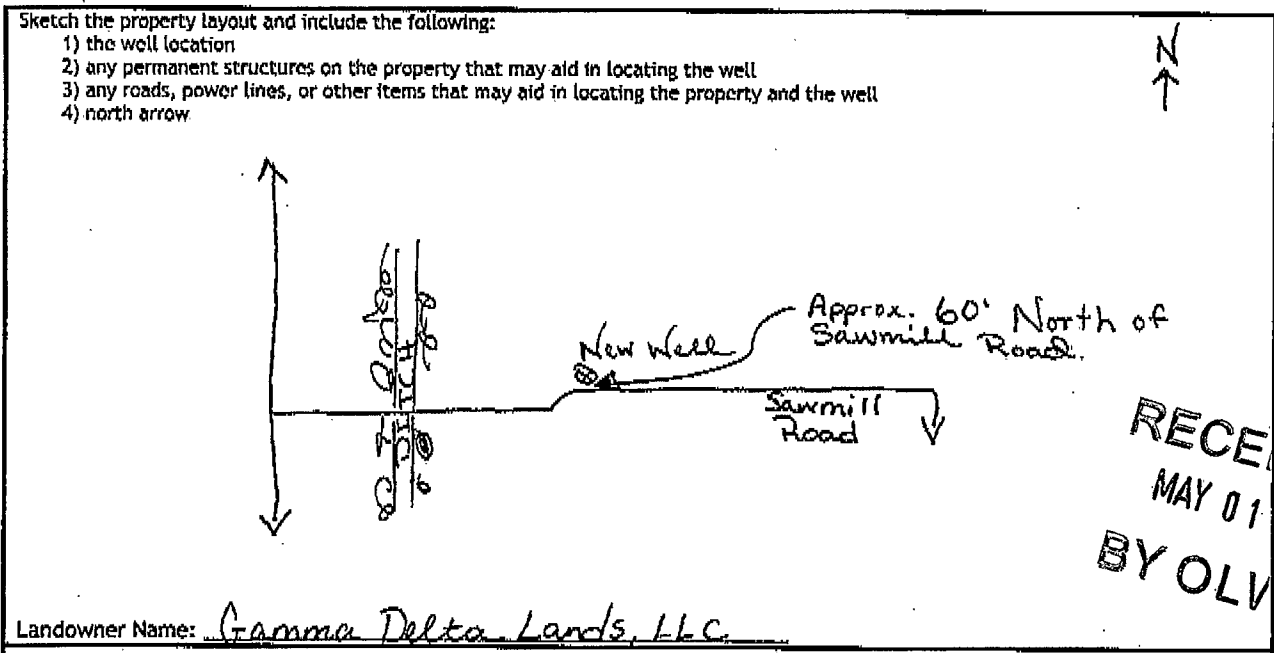 Sketch the property layout and include the following:
1) the well location
2) any permanent structures on the property that may aid in locating the well
3) any roads, power lines, or other items that may aid in locating the property and the well
4) north arrow
N
Approx. 60' North of
Sawmill Road.
New Well
Sawmill
Road
RECEI
MAY 01
BY OLW
Landowner Name: Gamma Delta Lands, LLC